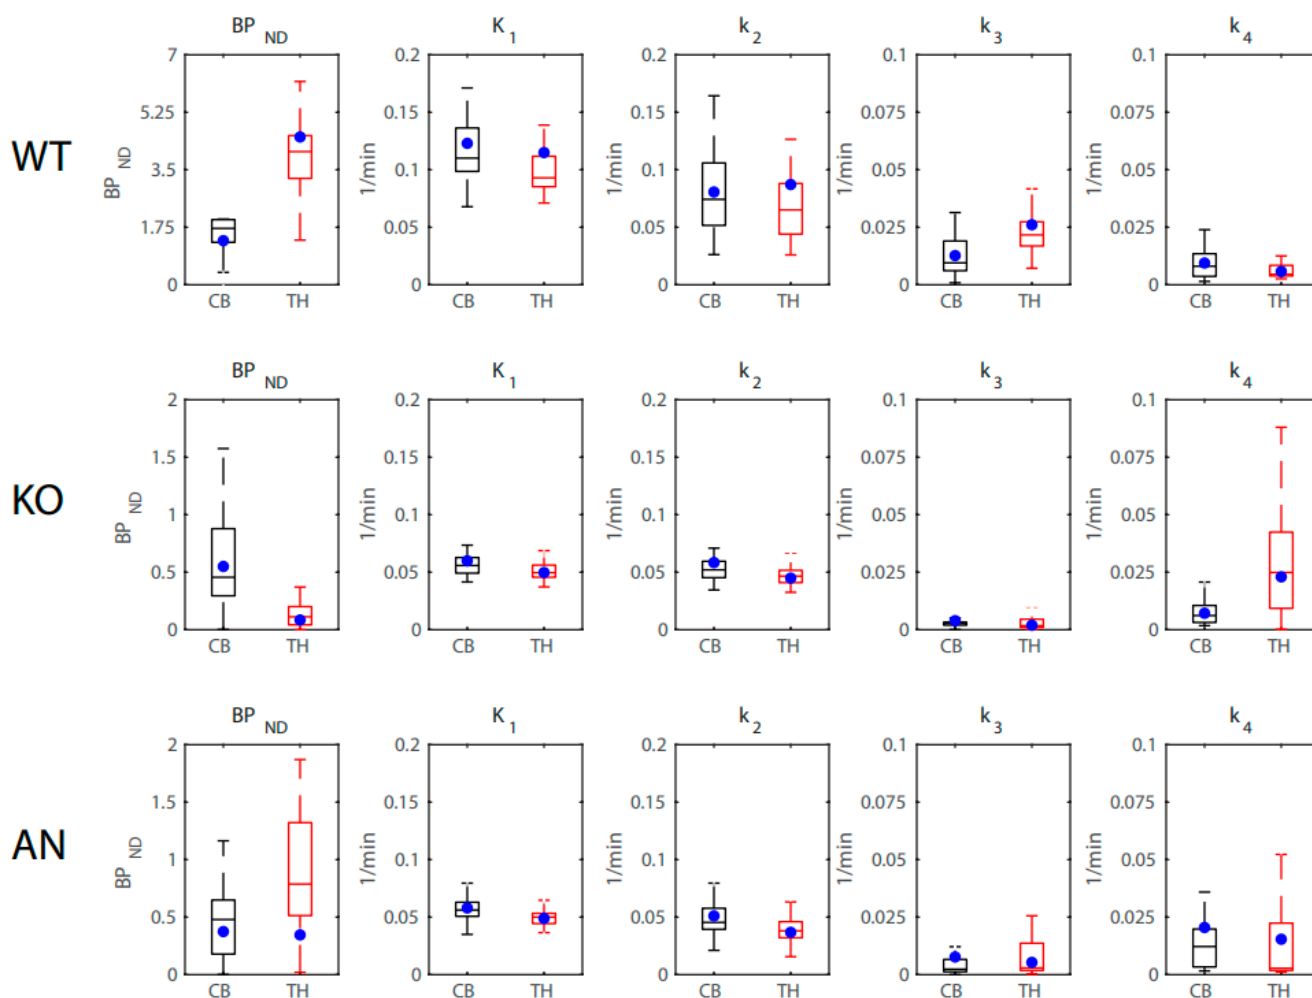 BP ND K 1 k 2 k 3 k 4
WT
7 5.25 3.5 1.75 0 BP ND CB TH
0.2 0.15 0.1 0.05 0 1/min CB TH
0.2 0.15 0.1 0.05 0 1/min CB TH
0.1 0.075 0.05 0.025 0 1/min CB TH
0.1 0.075 0.05 0.025 0 1/min CB TH
BP ND K 1 k 2 k 3 k 4
KO
2 1.5 1 0.5 0 BP ND CB TH
0.2 0.15 0.1 0.05 0 1/min CB TH
0.2 0.15 0.1 0.05 0 1/min CB TH
0.1 0.075 0.05 0.025 0 1/min CB TH
0.1 0.075 0.05 0.025 0 1/min CB TH
BP ND K 1 k 2 k 3 k 4
AN
2 1.5 1 0.5 0 BP ND CB TH
0.2 0.15 0.1 0.05 0 1/min CB TH
0.2 0.15 0.1 0.05 0 1/min CB TH
0.1 0.075 0.05 0.025 0 1/min CB TH
0.1 0.075 0.05 0.025 0 1/min CB TH